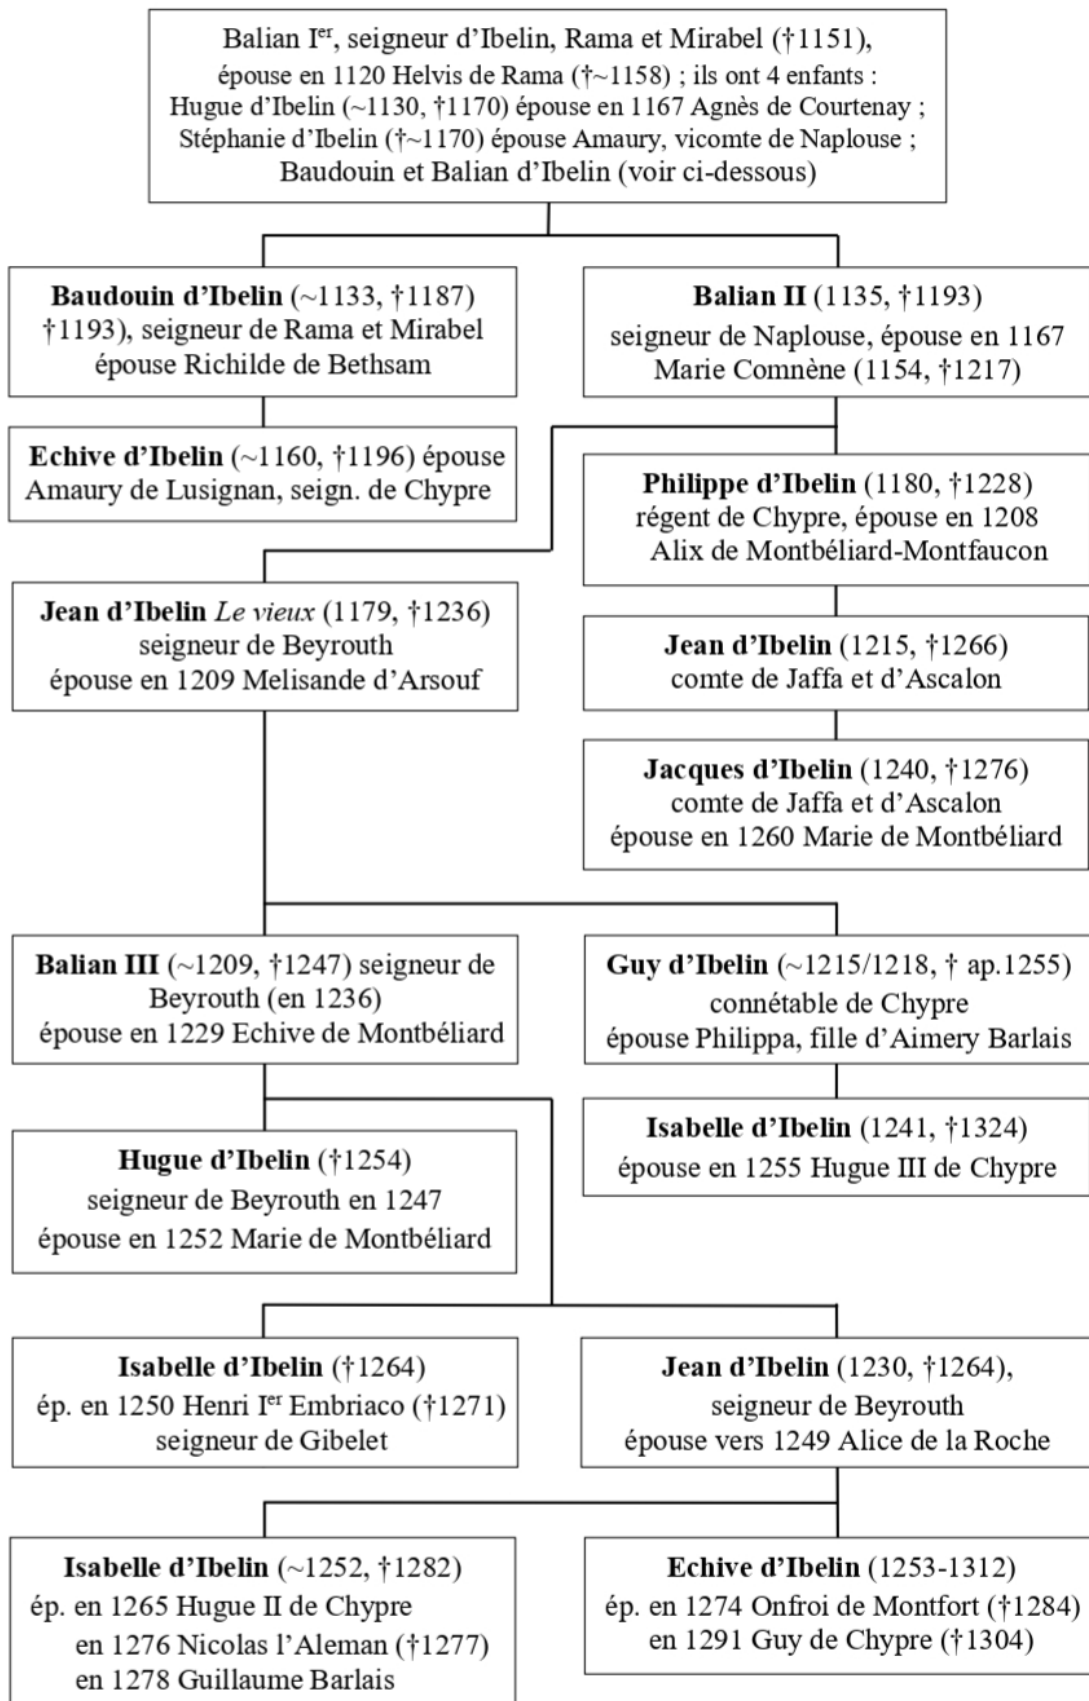 Balian Ier, seigneur d'Ibelin, Rama et Mirabel (†1151),
épouse en 1120 Helvis de Rama (†~1158) ; ils ont 4 enfants :
Hugue d'Ibelin (~1130, †1170) épouse en 1167 Agnès de Courtenay ;
Stéphanie d'Ibelin (†~1170) épouse Amaury, vicomte de Naplouse ;
Baudouin et Balian d'Ibelin (voir ci-dessous)
Baudouin d'Ibelin (~1133, †1187)
†1193), seigneur de Rama et Mirabel
épouse Richilde de Bethsam
Balian II (1135, †1193)
seigneur de Naplouse, épouse en 1167
Marie Comnène (1154, †1217)
Echive d'Ibelin (~1160, †1196) épouse
Amaury de Lusignan, seign. de Chypre
Philippe d'Ibelin (1180, †1228)
régent de Chypre, épouse en 1208
Alix de Montbéliard-Montfaucon
Jean d'Ibelin Le vieux (1179, †1236)
seigneur de Beyrouth
épouse en 1209 Melisande d'Arsouf
Jean d'Ibelin (1215, †1266)
comte de Jaffa et d'Ascalon
Jacques d'Ibelin (1240, †1276)
comte de Jaffa et d'Ascalon
épouse en 1260 Marie de Montbéliard
Balian III (~1209, †1247) seigneur de
Beyrouth (en 1236)
épouse en 1229 Echive de Montbéliard
Guy d'Ibelin (~1215/1218, † ap.1255)
connétable de Chypre
épouse Philippa, fille d'Aimery Barlais
Isabelle d'Ibelin (1241, †1324)
épouse en 1255 Hugue III de Chypre
Hugue d'Ibelin (†1254)
seigneur de Beyrouth en 1247
épouse en 1252 Marie de Montbéliard
Isabelle d'Ibelin (†1264)
ép. en 1250 Henri Ier Embriaco (†1271)
seigneur de Gibelet
Jean d'Ibelin (1230, †1264),
seigneur de Beyrouth
épouse vers 1249 Alice de la Roche
Isabelle d'Ibelin (~1252, †1282)
ép. en 1265 Hugue II de Chypre
en 1276 Nicolas l'Aleman (†1277)
en 1278 Guillaume Barlais
Echive d'Ibelin (1253-1312)
ép. en 1274 Onfroi de Montfort (†1284)
en 1291 Guy de Chypre (†1304)